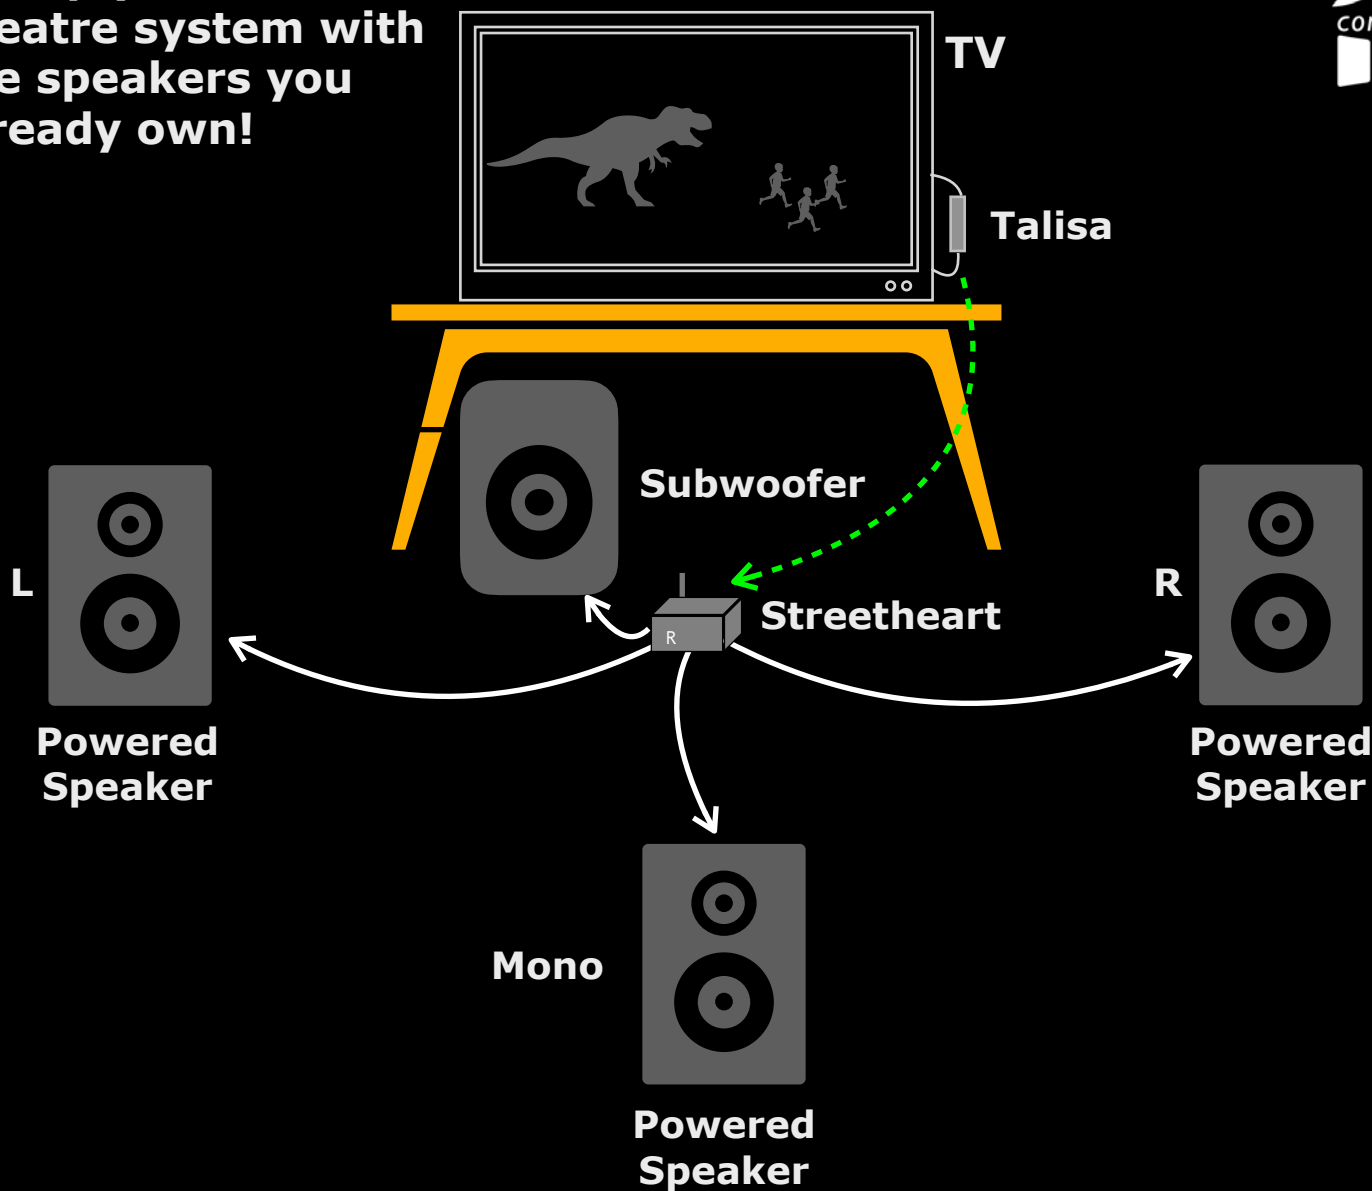 eatre system with
e speakers you
ready own!
TV
Talisa
Subwoofer
L
R
Streetheart
R
Powered
Speaker
Powered
Speaker
Mono
Powered
Speaker